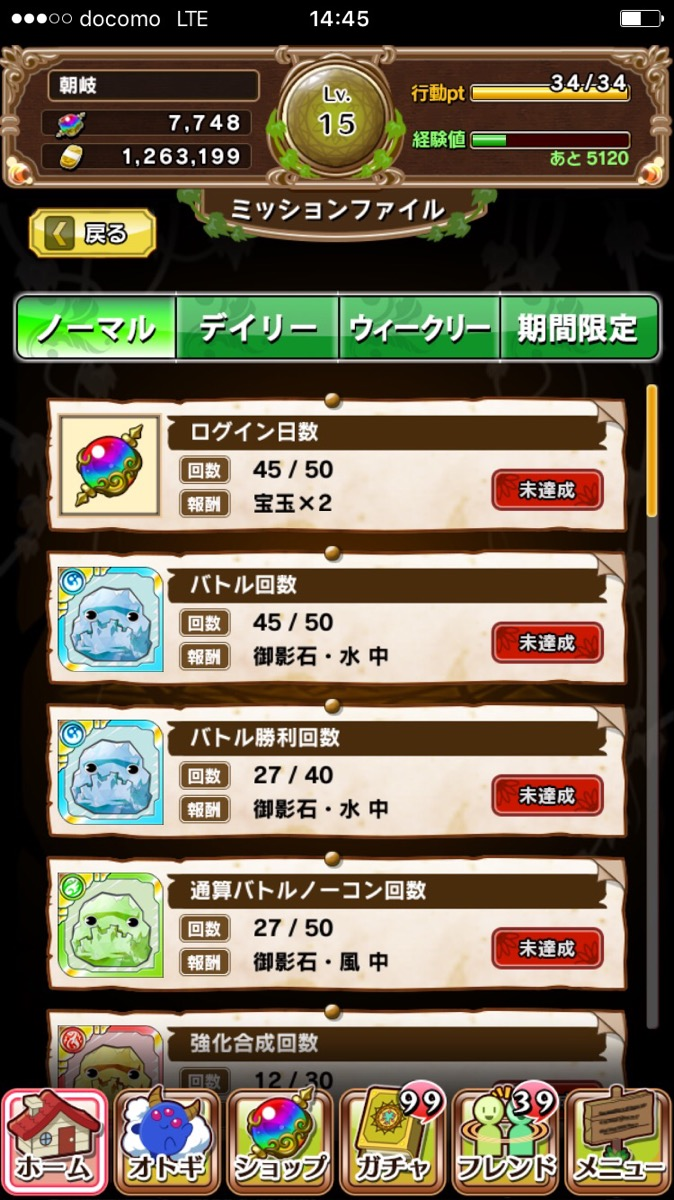 docomo LTE 14:45
朝岐
7,748
1,263,199
Lv.
15
行動pt 34/34
経験値
あと 5120
ミッションファイル
戻る
ノーマル デイリー ウィークリー 期間限定
ログイン日数
回数 45 / 50
報酬 宝玉×2
未達成
バトル回数
回数 45 / 50
報酬 御影石・水 中
未達成
バトル勝利回数
回数 27 / 40
報酬 御影石・水 中
未達成
通算バトルノーコン回数
回数 27 / 50
報酬 御影石・風 中
未達成
強化合成回数
回数 12 / 30
99 39
ホーム オトギ ショップ ガチャ フレンド メニュー